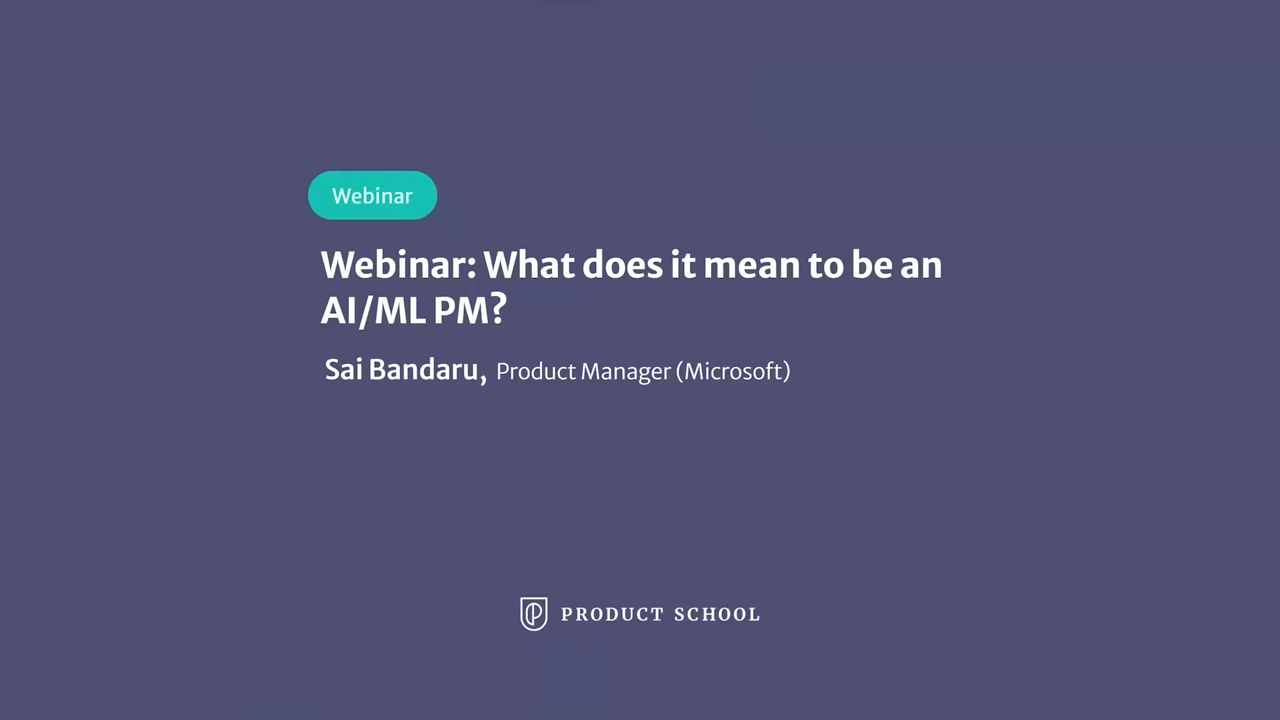 Webinar
Webinar: What does it mean to be an
AI/ML PM?
Sai Bandaru, Product Manager (Microsoft)
PRODUCT SCHOOL